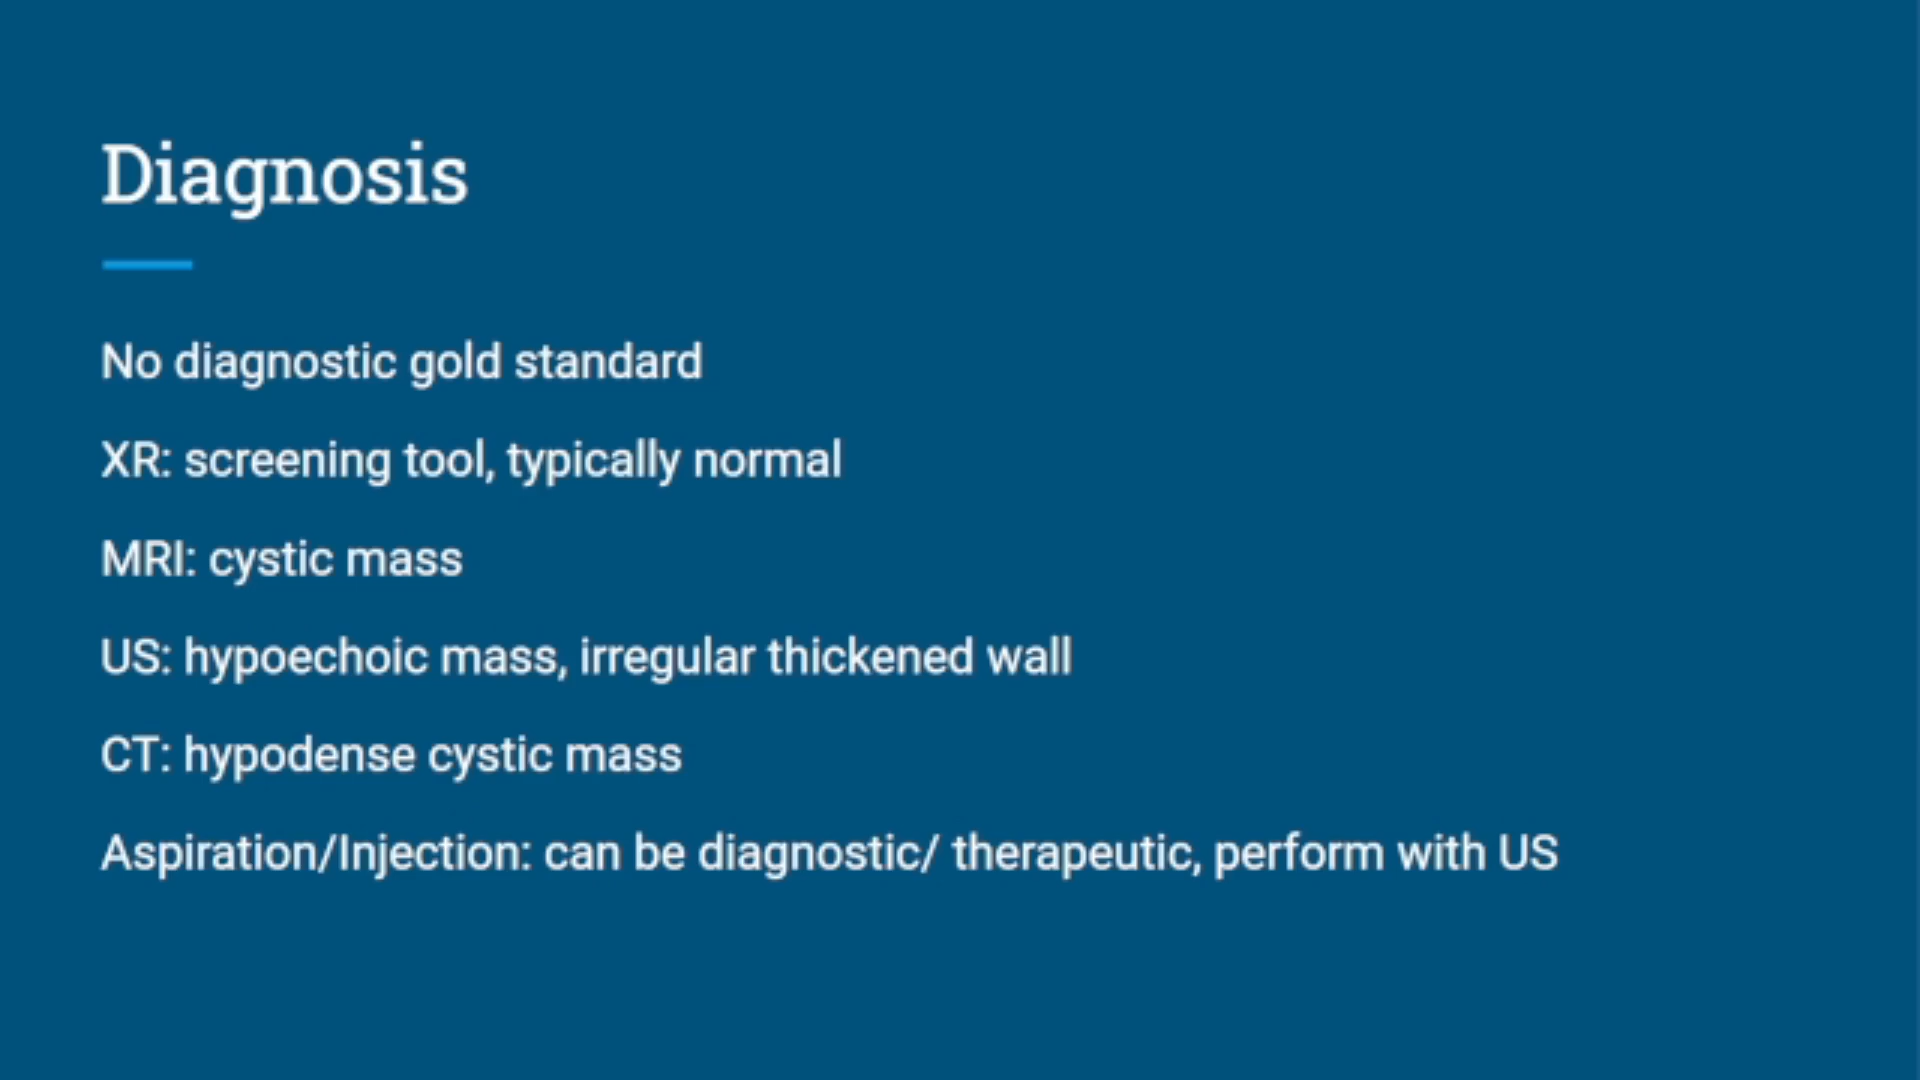 Diagnosis
No diagnostic gold standard
XR: screening tool, typically normal
MRI: cystic mass
US: hypoechoic mass, irregular thickened wall
CT: hypodense cystic mass
Aspiration/Injection: can be diagnostic/ therapeutic, perform with US